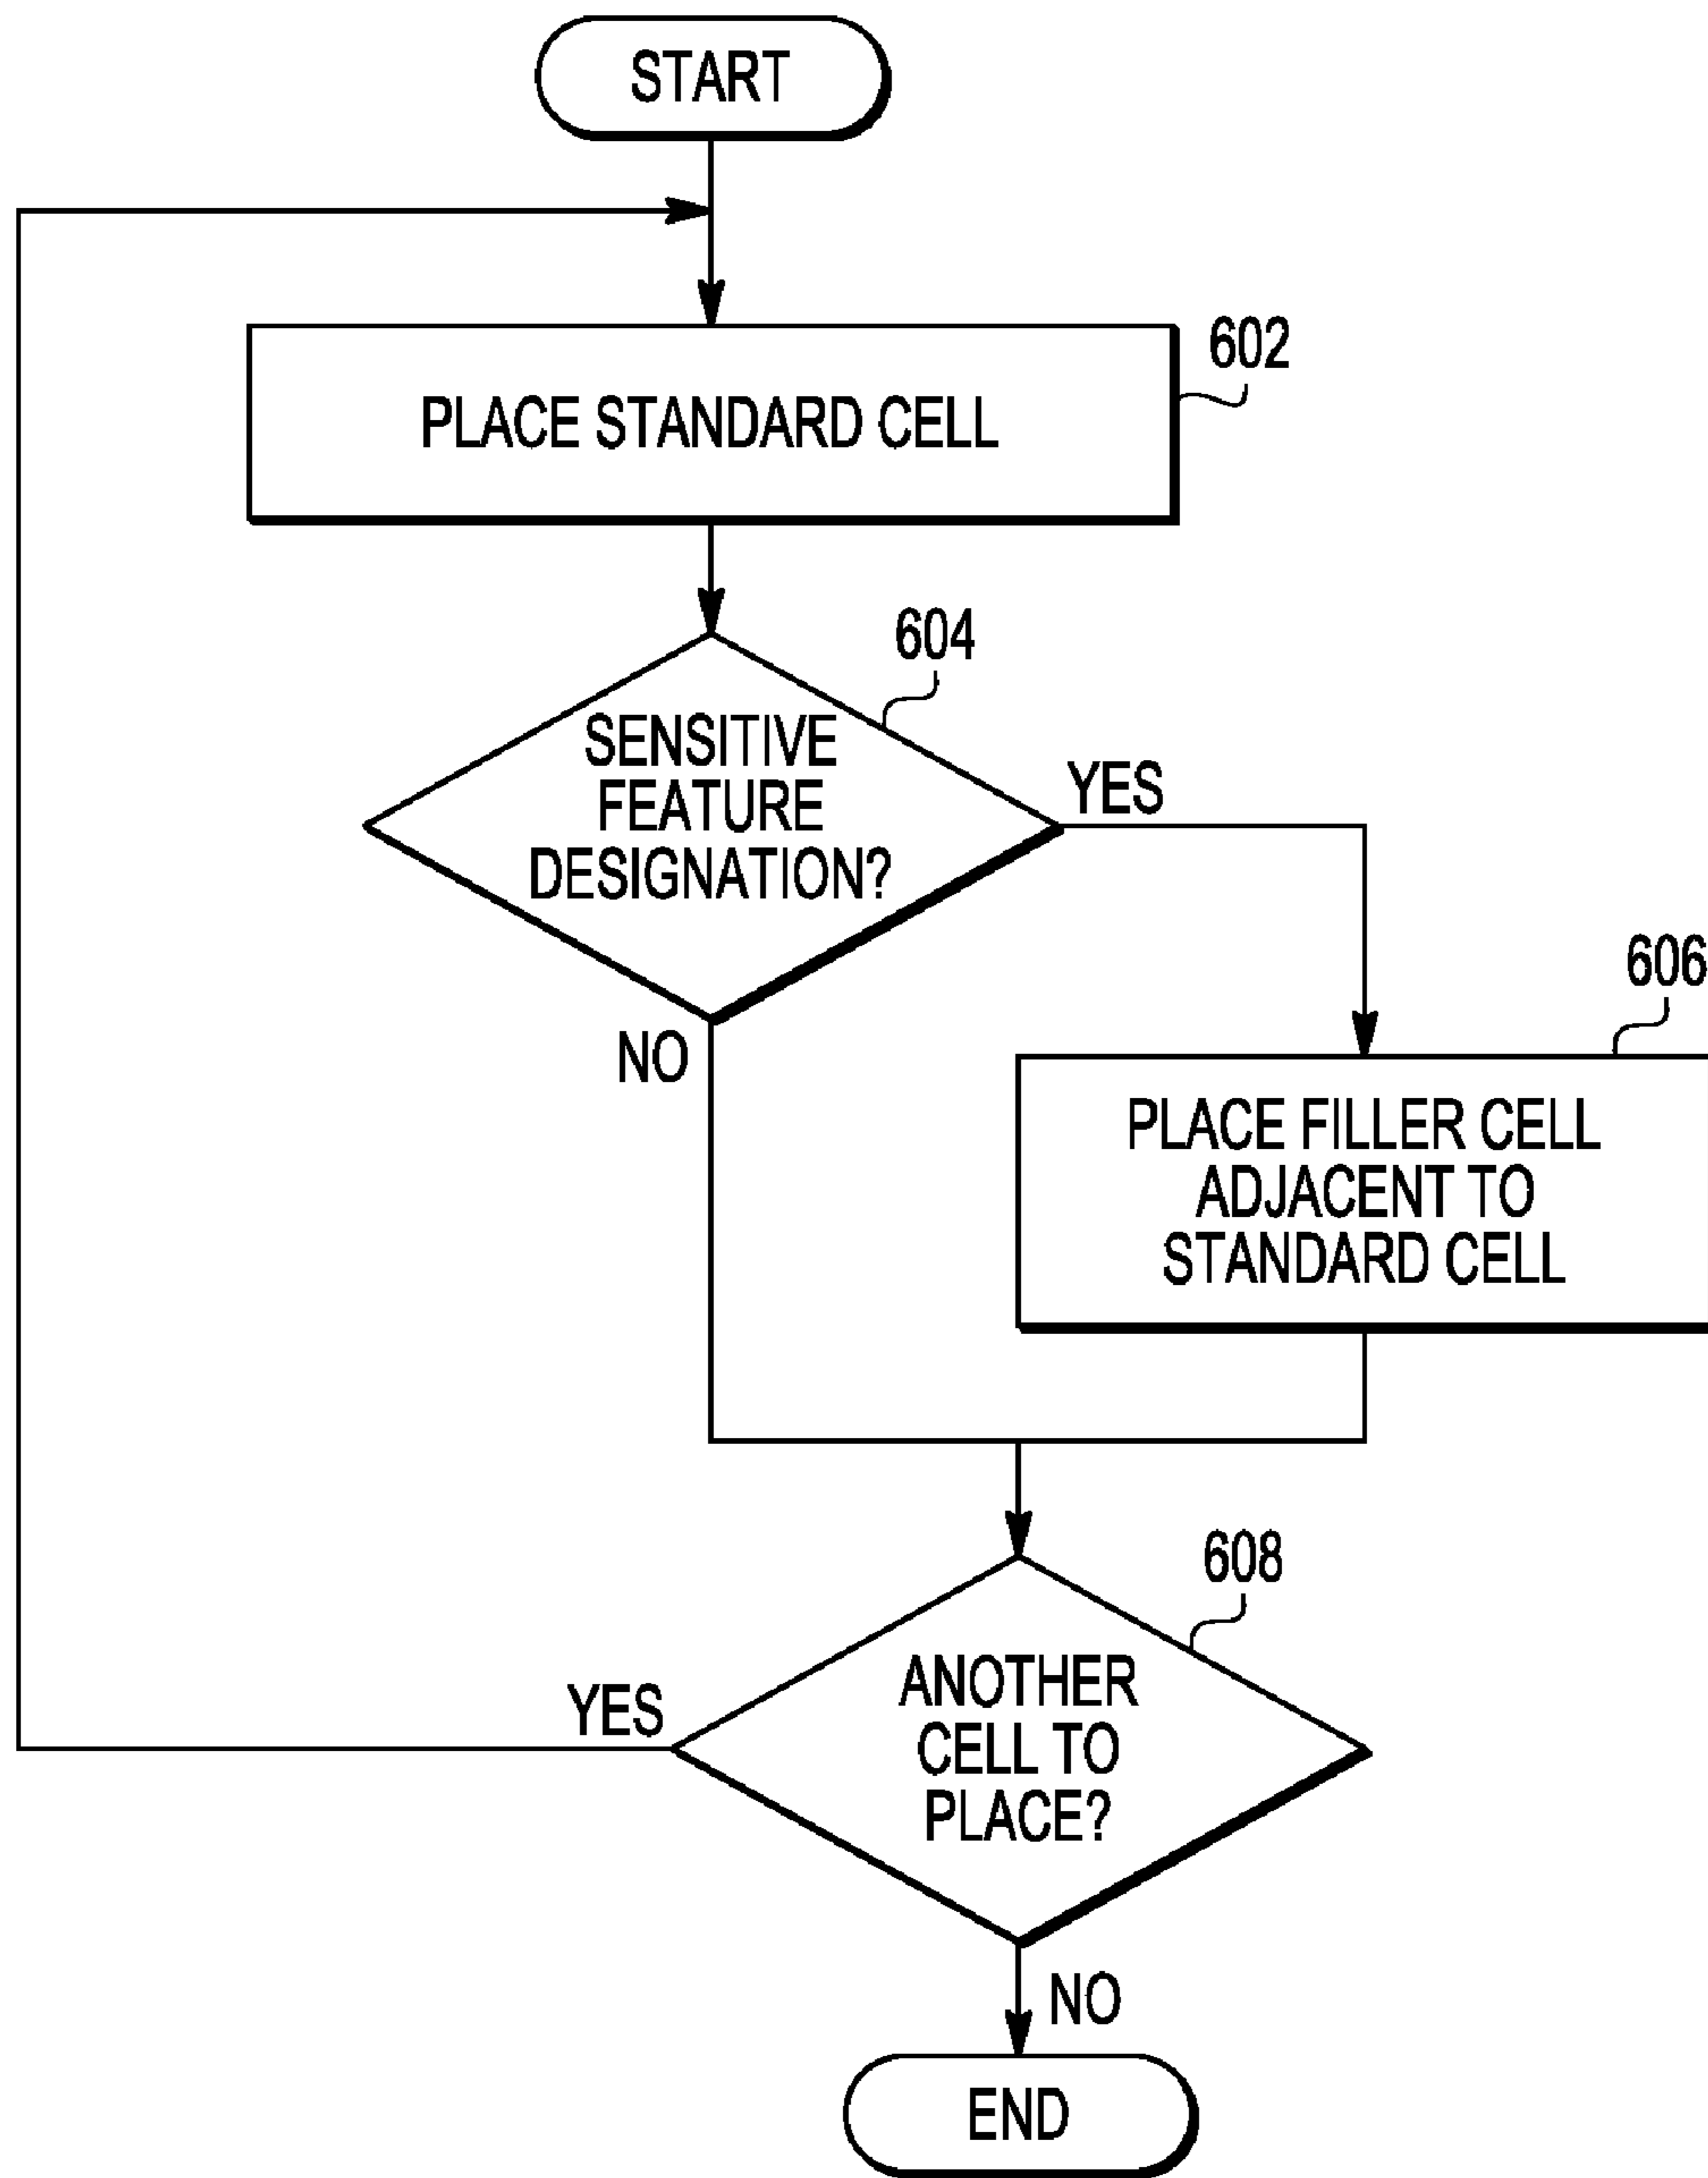 START
602
PLACE STANDARD CELL
604
SENSITIVE
FEATURE
DESIGNATION?
YES
NO
606
PLACE FILLER CELL
ADJACENT TO
STANDARD CELL
608
ANOTHER
CELL TO
PLACE?
YES
NO
END